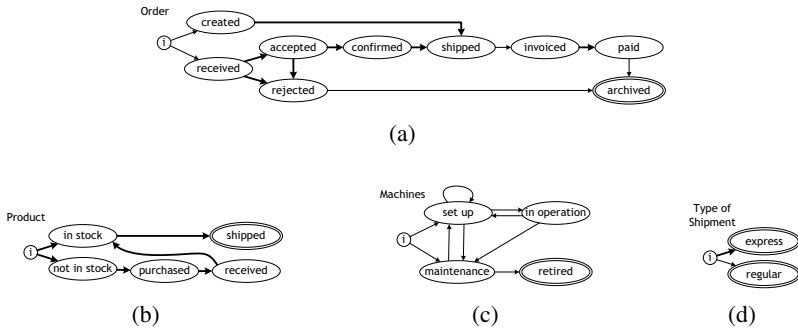 Order
created
i
accepted
confirmed
shipped
invoiced
paid
received
rejected
archived
(a)
Product
in stock
shipped
i
not in stock
purchased
received
(b)
Machines
set up
in operation
i
maintenance
retired
(c)
Type of
Shipment
express
i
regular
(d)